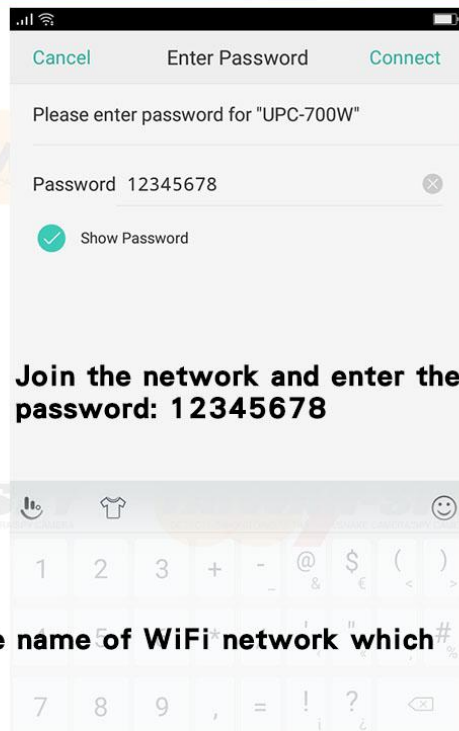 Cancel Enter Password Connect
Please enter password for "UPC-700W"
Password 12345678
Show Password
Join the network and enter the
password: 12345678
1 2 3 + - _ @ & $ € ( < ) >
name of WiFi network which
7 8 9 , = ! ¡ ? ¿